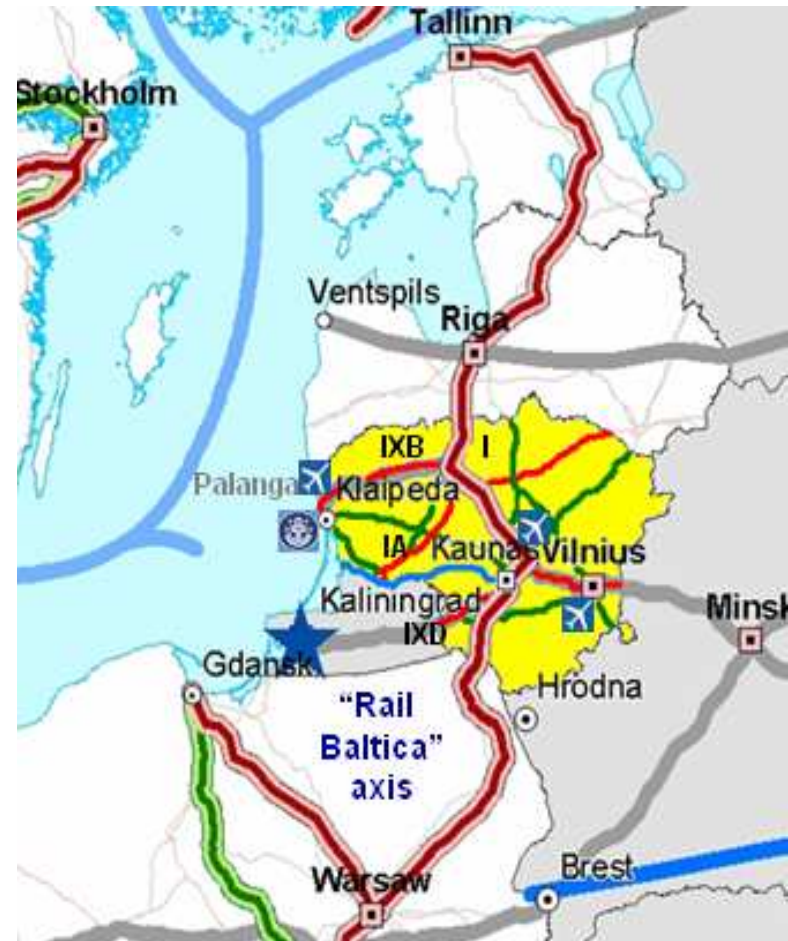 Tallinn
Stockholm
Ventspils
Riga
IXB
I
Palanga
Klaipeda
IA
Kaunas
Vilnius
Kaliningrad
IXD
Minsk
Gdansk
Hrodna
“Rail
Baltica”
axis
Brest
Warsaw